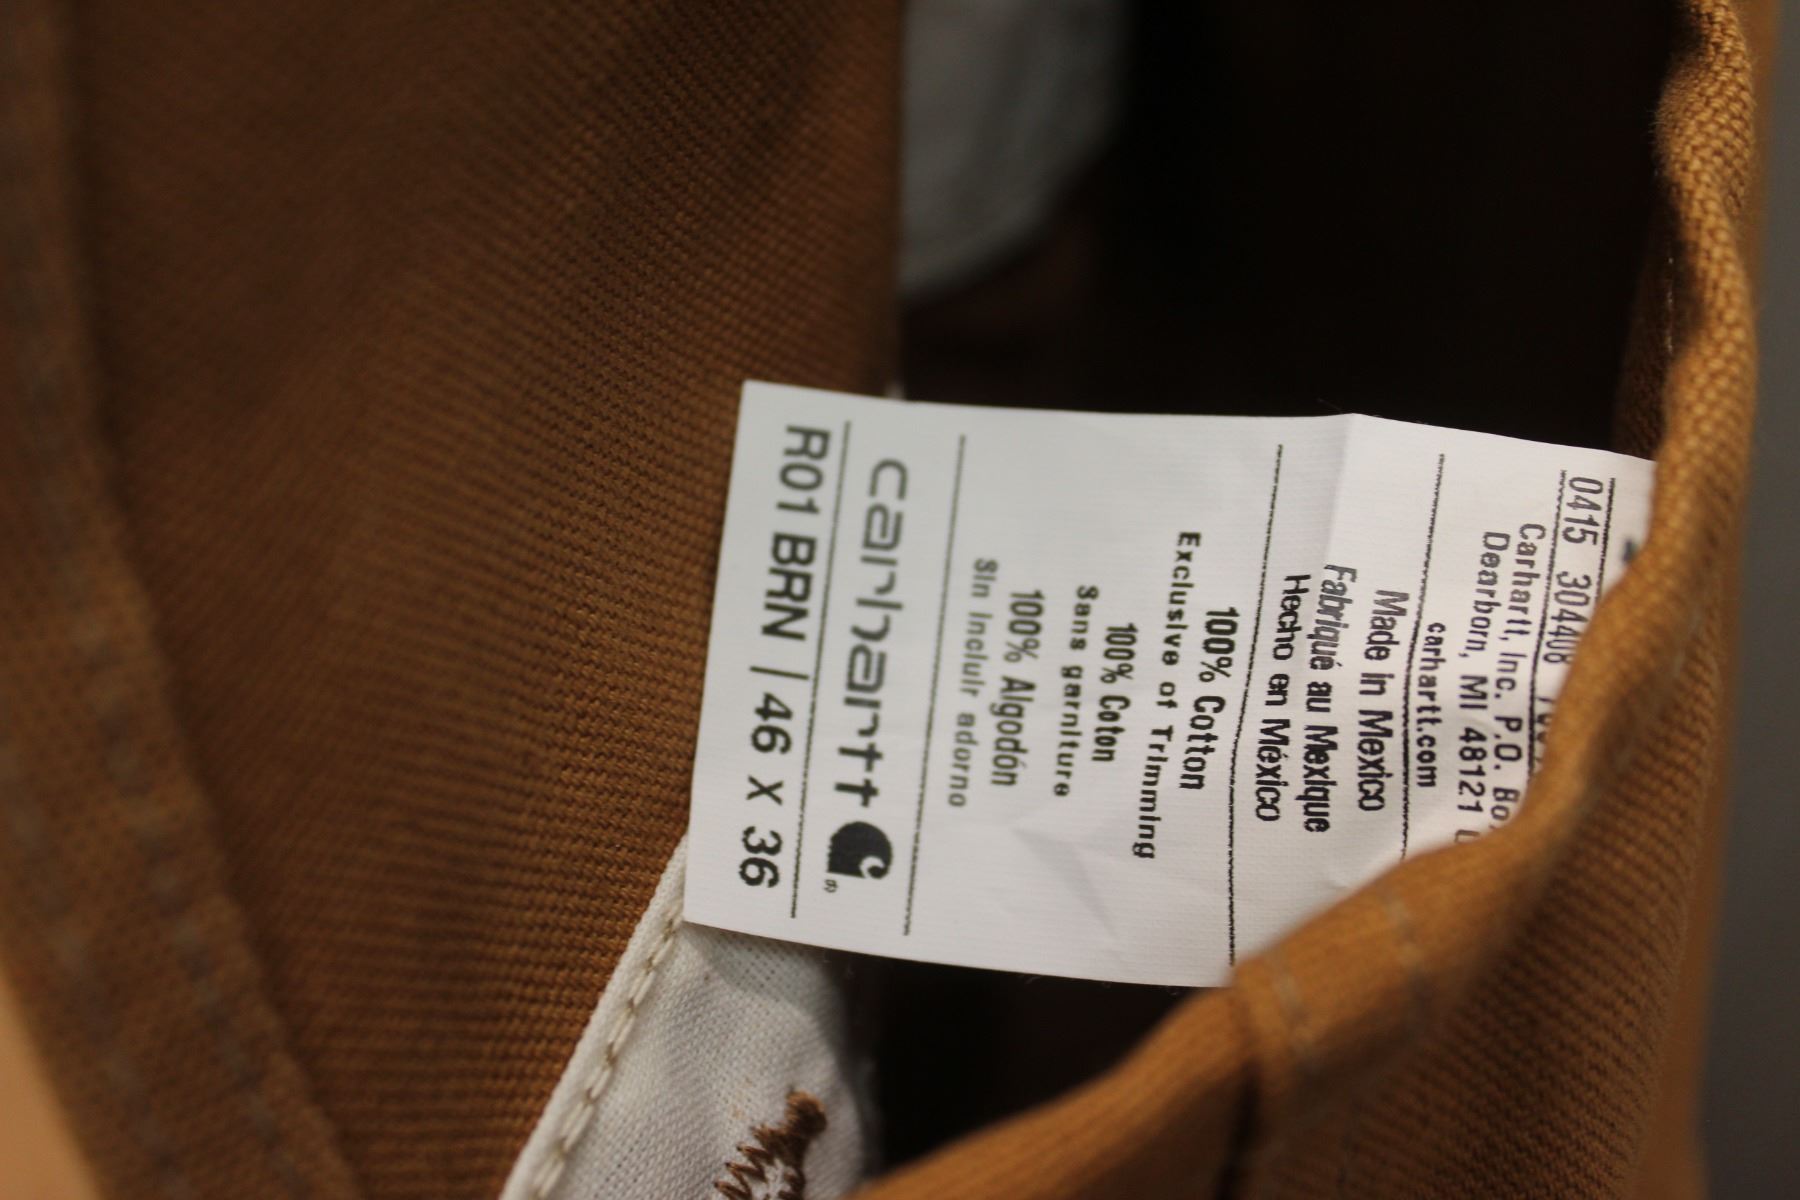 0415 304408
Carhartt, Inc. P.O.
Dearborn, MI 48121
carhartt.com
Made in Mexico
Fabriqué au Mexique
Hecho en México
100% Cotton
Exclusive of Trimming
100% Coton
Sans garniture
100% Algodón
Sin incluir adorno
carhartt ®
R01 BRN | 46 X 36